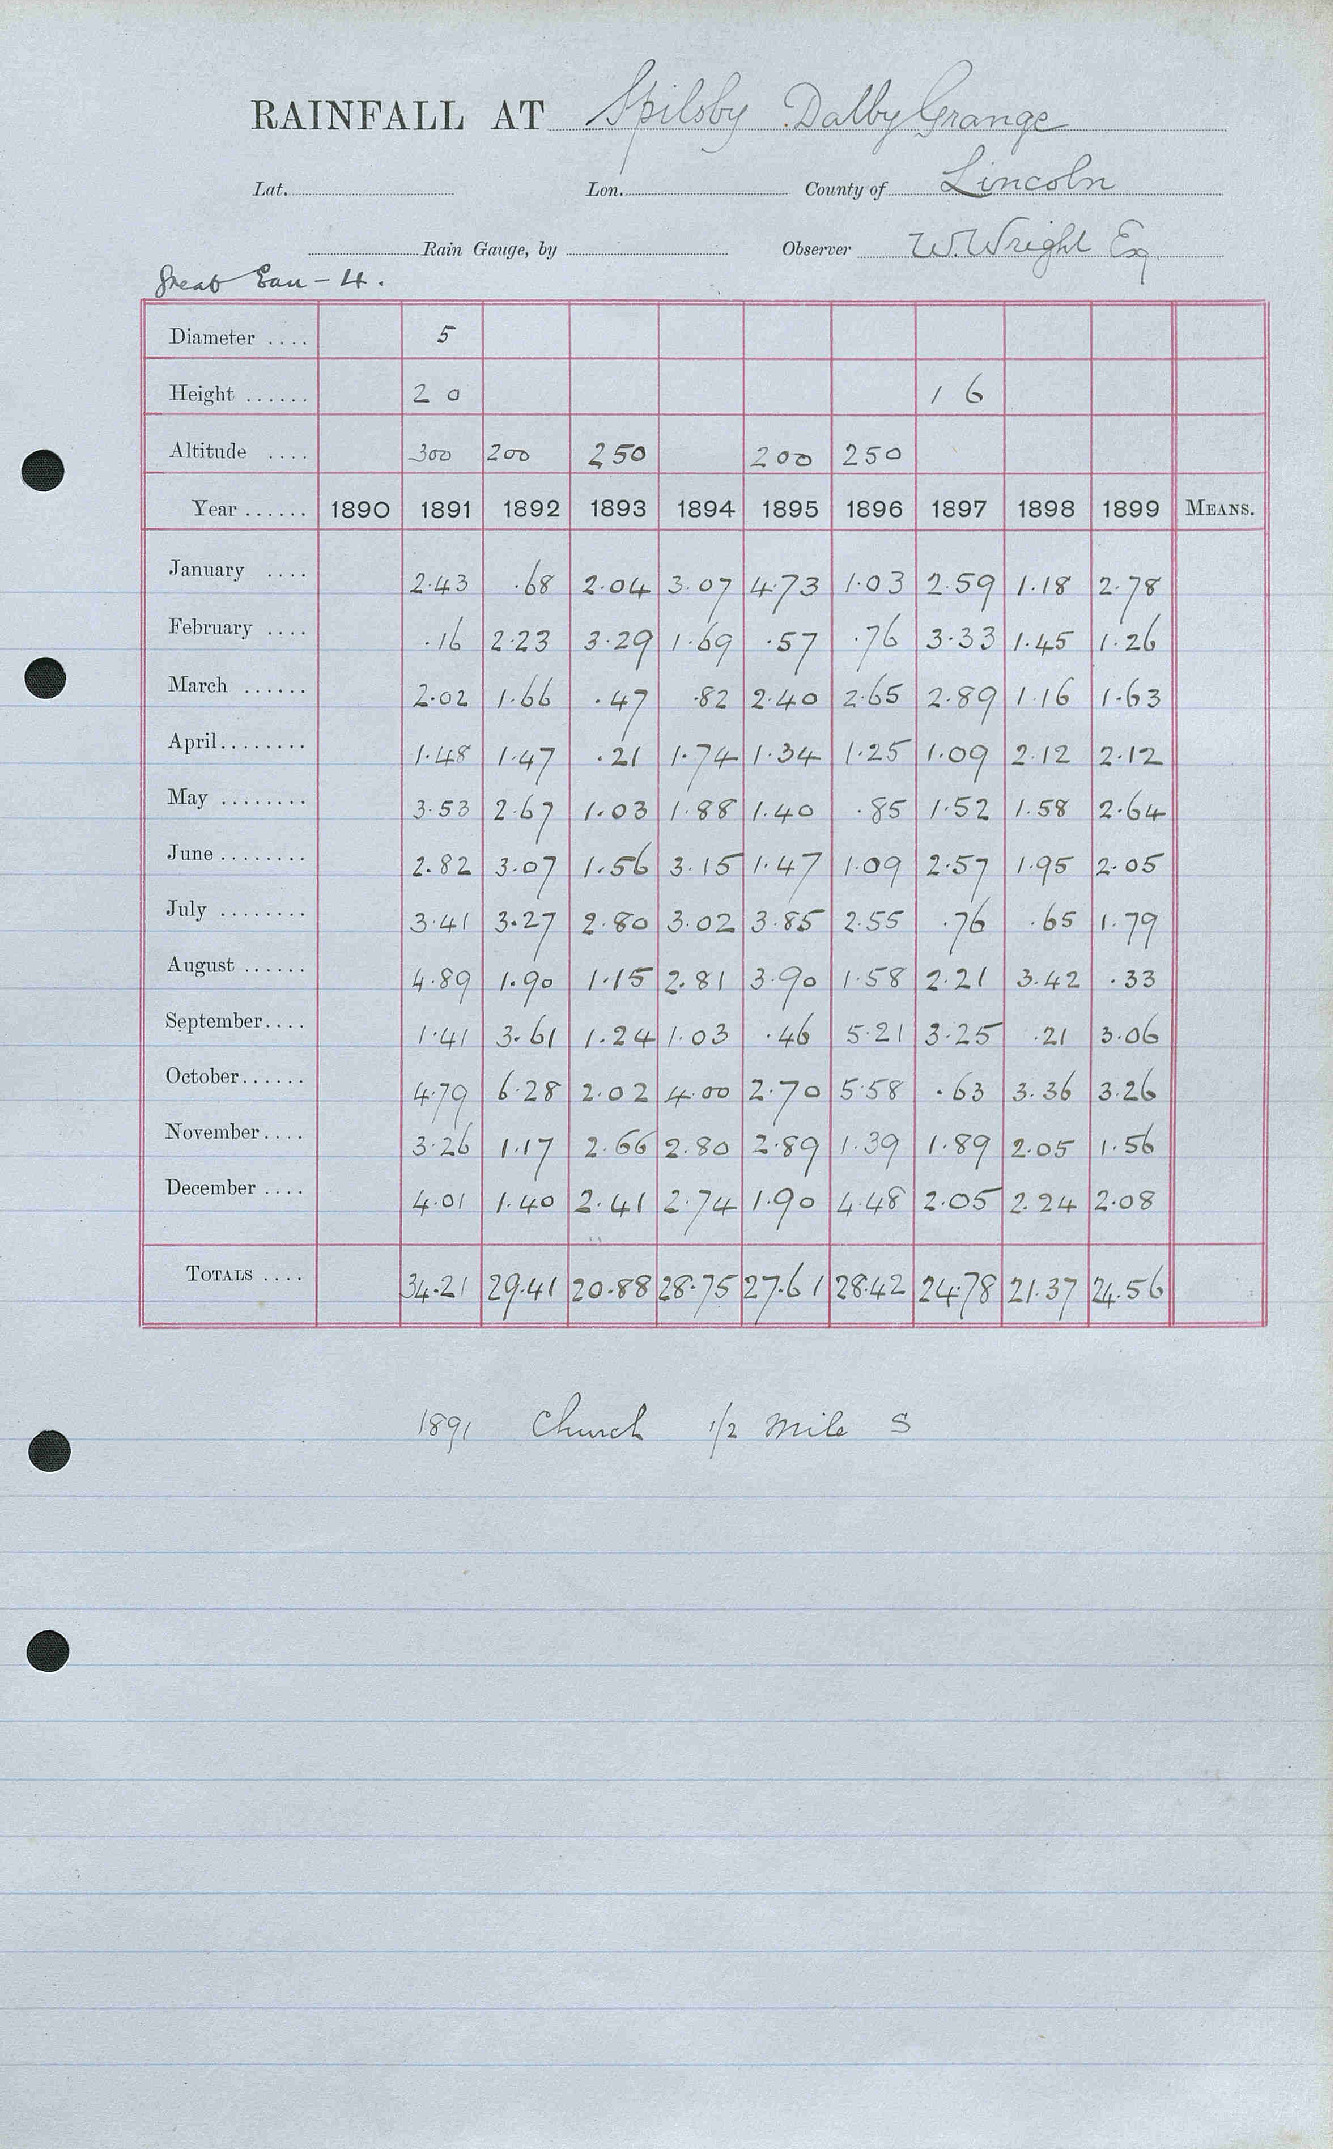 RAINFALL AT Spilsby Dalby Grange
Lat. Lon. County of Lincoln
Rain Gauge, by Observer W. Wright Esq
Great Eau - 4.
Diameter .... 5
Height ...... 2 0 1 6
Altitude .... 300 200 250 200 250
Year ...... 1890 1891 1892 1893 1894 1895 1896 1897 1898 1899 MEANS.
January .... 2.43 .68 2.04 3.07 4.73 1.03 2.59 1.18 2.78
February .... .16 2.23 3.29 1.69 .57 .76 3.33 1.45 1.26
March ...... 2.02 1.66 .47 .82 2.40 2.65 2.89 1.16 1.63
April ........ 1.48 1.47 .21 1.74 1.34 1.25 1.09 2.12 2.12
May ........ 3.53 2.67 1.03 1.88 1.40 .85 1.52 1.58 2.64
June ........ 2.82 3.07 1.56 3.15 1.47 1.09 2.57 1.95 2.05
July ........ 3.41 3.27 2.80 3.02 3.85 2.55 .76 .65 1.79
August ...... 4.89 1.90 1.15 2.81 3.90 1.58 2.21 3.42 .33
September .... 1.41 3.61 1.24 1.03 .46 5.21 3.25 .21 3.06
October ...... 4.79 6.28 2.02 4.00 2.70 5.58 .63 3.36 3.26
November .... 3.26 1.17 2.66 2.80 2.89 1.39 1.89 2.05 1.56
December .... 4.01 1.40 2.41 2.74 1.90 4.48 2.05 2.24 2.08
TOTALS .... 34.21 29.41 20.88 28.75 27.61 28.42 24.78 21.37 24.56
1891 Church 1/2 mile S